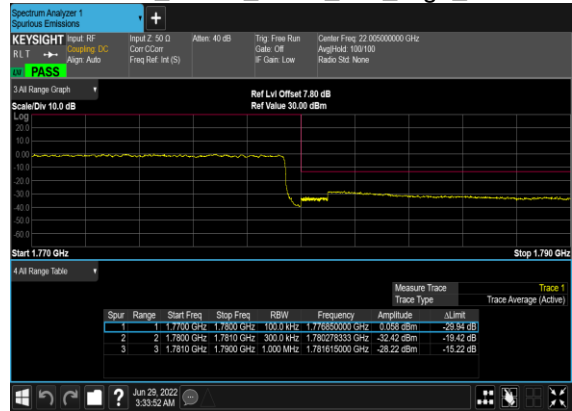 Spectrum Analyzer 1
Spurious Emissions
KEYSIGHT Input: RF Input Z: 50 Ω Atten: 40 dB Trig: Free Run Center Freq: 22.005000000 GHz
RLT Coupling: DC Corr CCorr Gate: Off Avg|Hold: 100/100
Align: Auto Freq Ref: Int (S) IF Gain: Low Radio Std: None
LW PASS
3 All Range Graph Ref Lvl Offset 7.80 dB
Scale/Div 10.0 dB Ref Value 30.00 dBm
Log
20.0
10.0
0.00
-10.0
-20.0
-30.0
-40.0
-50.0
-60.0
Start 1.770 GHz Stop 1.790 GHz
4 All Range Table
Measure Trace Trace 1
Trace Type Trace Average (Active)
Spur Range Start Freq Stop Freq RBW Frequency Amplitude ΔLimit
1 1 1.7700 GHz 1.7800 GHz 100.0 kHz 1.776850000 GHz 0.058 dBm -29.94 dB
2 2 1.7800 GHz 1.7810 GHz 300.0 kHz 1.780278333 GHz -32.42 dBm -19.42 dB
3 3 1.7810 GHz 1.7900 GHz 1.000 MHz 1.781615000 GHz -28.22 dBm -15.22 dB
Jun 29, 2022
3:33:52 AM